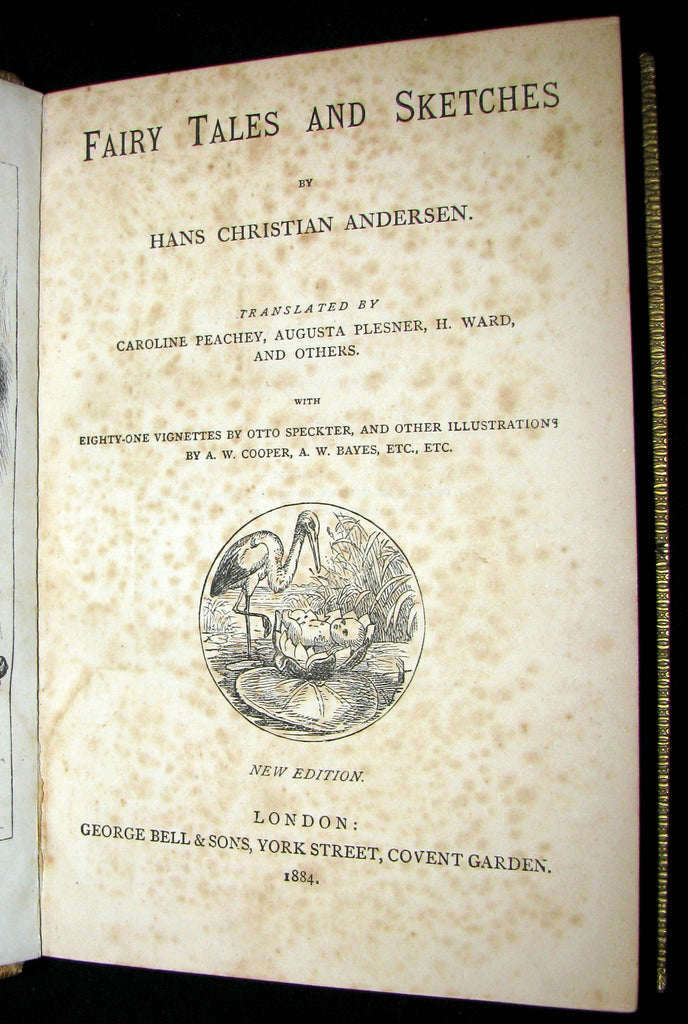 FAIRY TALES AND SKETCHES
BY
HANS CHRISTIAN ANDERSEN.
TRANSLATED BY
CAROLINE PEACHEY, AUGUSTA PLESNER, H. WARD,
AND OTHERS.
WITH
EIGHTY-ONE VIGNETTES BY OTTO SPECKTER, AND OTHER ILLUSTRATIONS
BY A. W. COOPER, A. W. BAYES, ETC., ETC.
NEW EDITION.
LONDON:
GEORGE BELL & SONS, YORK STREET, COVENT GARDEN.
1884.